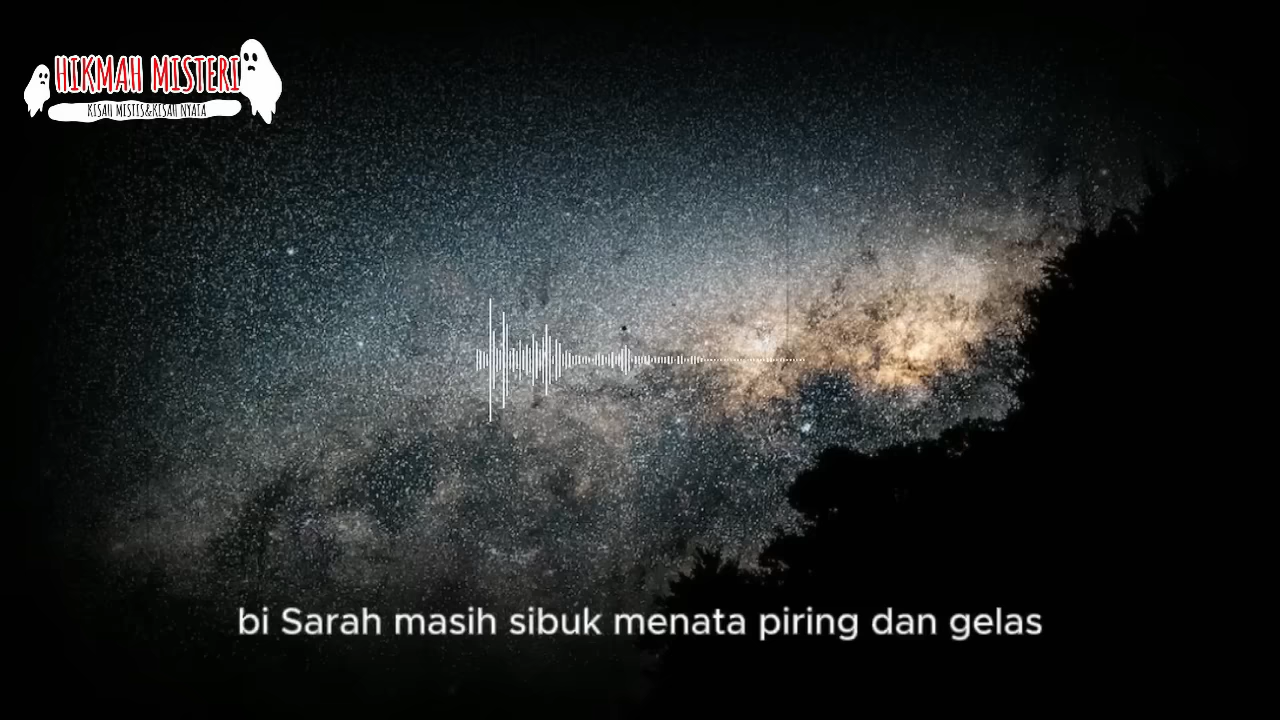 HIKMAH MISTERI
KISAH MISTIS&KISAH NYATA
bi Sarah masih sibuk menata piring dan gelas